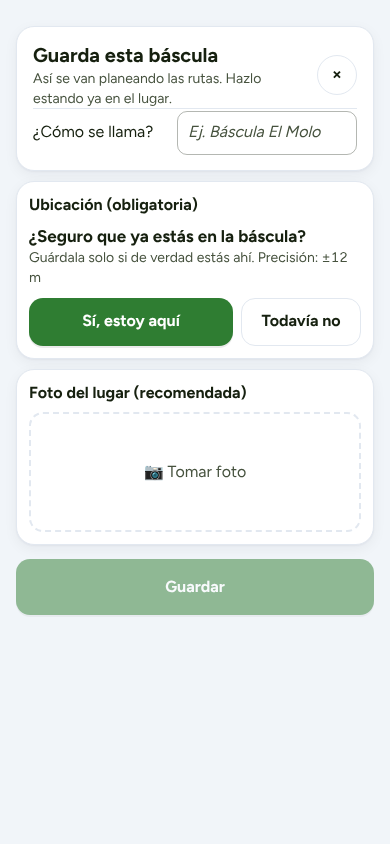 Guarda esta báscula
Así se van planeando las rutas. Hazlo
estando ya en el lugar.
×
¿Cómo se llama?
Ej. Báscula El Molo
Ubicación (obligatoria)
¿Seguro que ya estás en la báscula?
Guárdala solo si de verdad estás ahí. Precisión: ±12
m
Sí, estoy aquí
Todavía no
Foto del lugar (recomendada)
📷 Tomar foto
Guardar